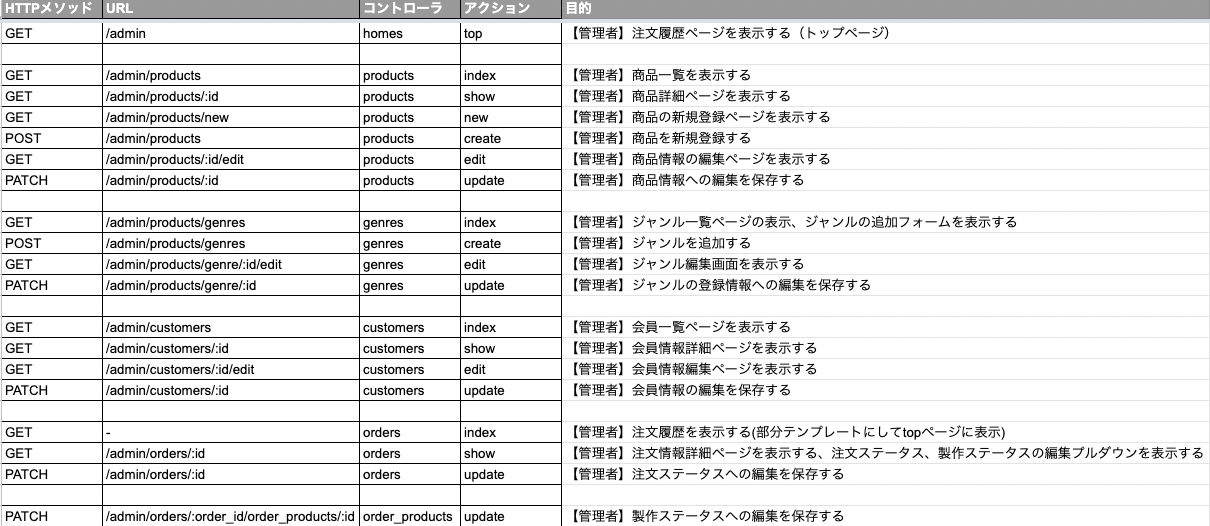 HTTPメソッド URL コントローラ アクション 目的
GET /admin homes top 【管理者】注文履歴ページを表示する（トップページ）
GET /admin/products products index 【管理者】商品一覧を表示する
GET /admin/products/:id products show 【管理者】商品詳細ページを表示する
GET /admin/products/new products new 【管理者】商品の新規登録ページを表示する
POST /admin/products products create 【管理者】商品を新規登録する
GET /admin/products/:id/edit products edit 【管理者】商品情報の編集ページを表示する
PATCH /admin/products/:id products update 【管理者】商品情報への編集を保存する
GET /admin/products/genres genres index 【管理者】ジャンル一覧ページの表示、ジャンルの追加フォームを表示する
POST /admin/products/genres genres create 【管理者】ジャンルを追加する
GET /admin/products/genre/:id/edit genres edit 【管理者】ジャンル編集画面を表示する
PATCH /admin/products/genre/:id genres update 【管理者】ジャンルの登録情報への編集を保存する
GET /admin/customers customers index 【管理者】会員一覧ページを表示する
GET /admin/customers/:id customers show 【管理者】会員情報詳細ページを表示する
GET /admin/customers/:id/edit customers edit 【管理者】会員情報編集ページを表示する
PATCH /admin/customers/:id customers update 【管理者】会員情報の編集を保存する
GET - orders index 【管理者】注文履歴を表示する(部分テンプレートにしてtopページに表示)
GET /admin/orders/:id orders show 【管理者】注文情報詳細ページを表示する、注文ステータス、製作ステータスの編集プルダウンを表示する
PATCH /admin/orders/:id orders update 【管理者】注文ステータスへの編集を保存する
PATCH /admin/orders/:order_id/order_products/:id order_products update 【管理者】製作ステータスへの編集を保存する